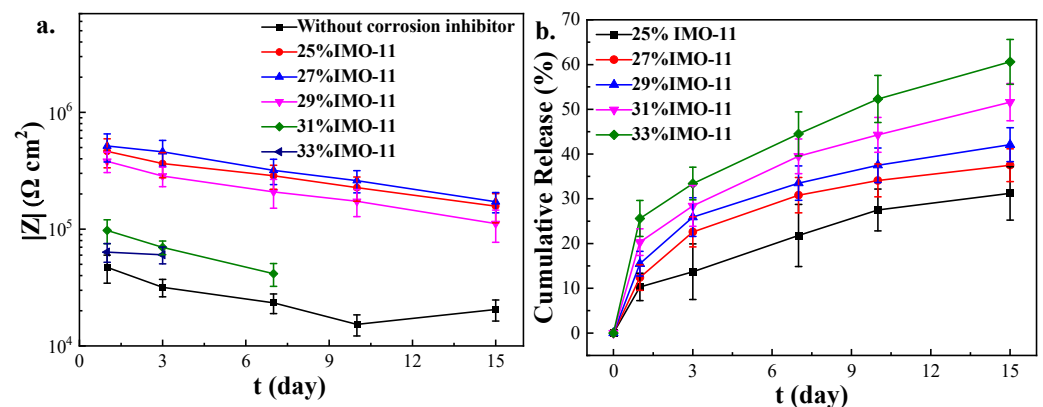 a.
Without corrosion inhibitor
25%IMO-11
27%IMO-11
29%IMO-11
31%IMO-11
33%IMO-11
10⁶
10⁵
10⁴
|Z| (Ω cm²)
0 3 6 9 12 15
t (day)
b.
25% IMO-11
27%IMO-11
29%IMO-11
31%IMO-11
33%IMO-11
70
60
50
40
30
20
10
0
Cumulative Release (%)
0 3 6 9 12 15
t (day)